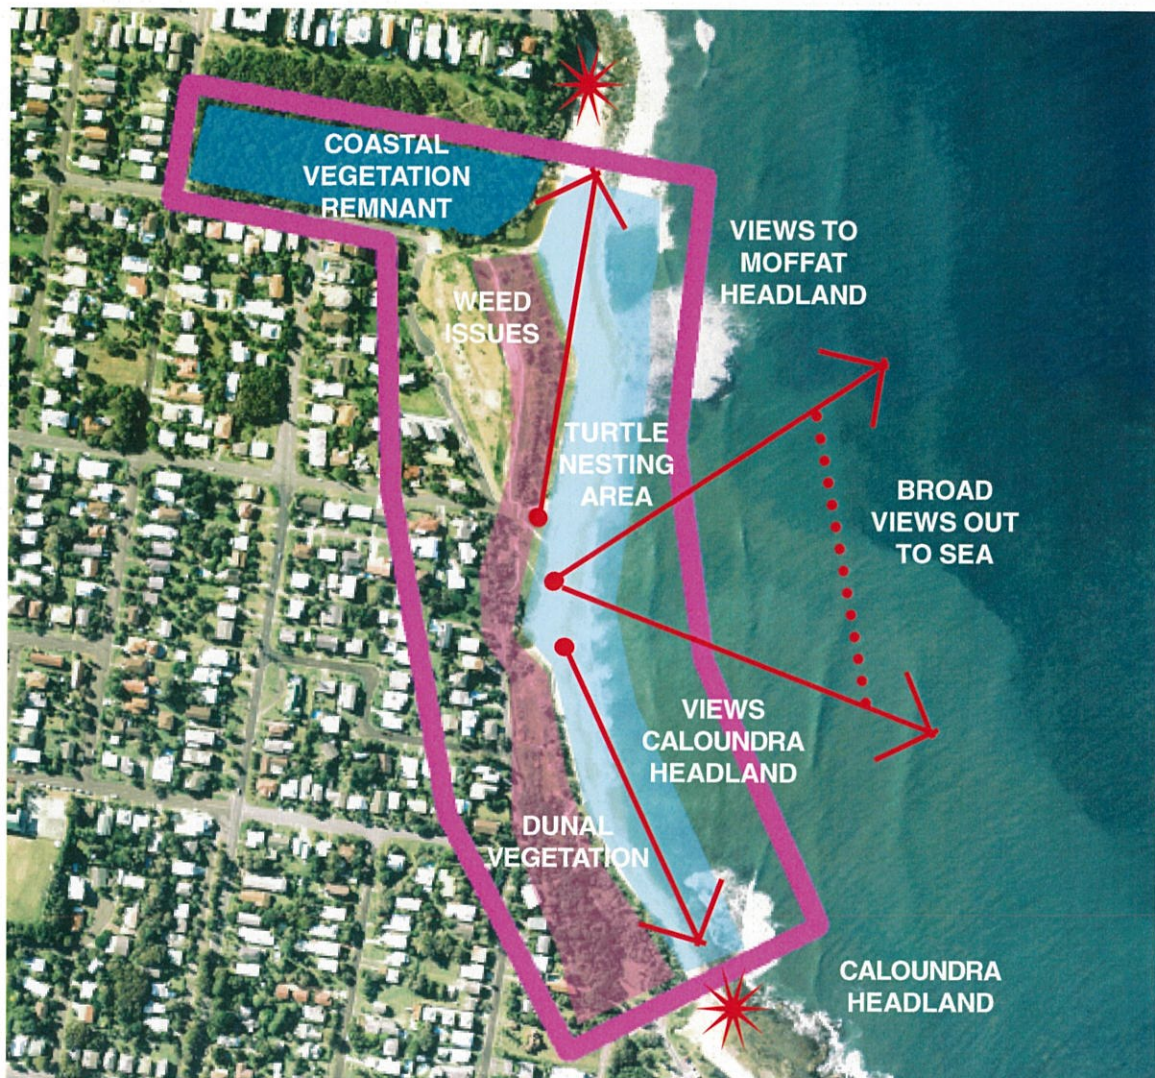 COASTAL
VEGETATION
REMNANT
VIEWS TO
MOFFAT
HEADLAND
WEED
ISSUES
TURTLE
NESTING
AREA
BROAD
VIEWS OUT
TO SEA
VIEWS
CALOUNDRA
HEADLAND
DUNAL
VEGETATION
CALOUNDRA
HEADLAND